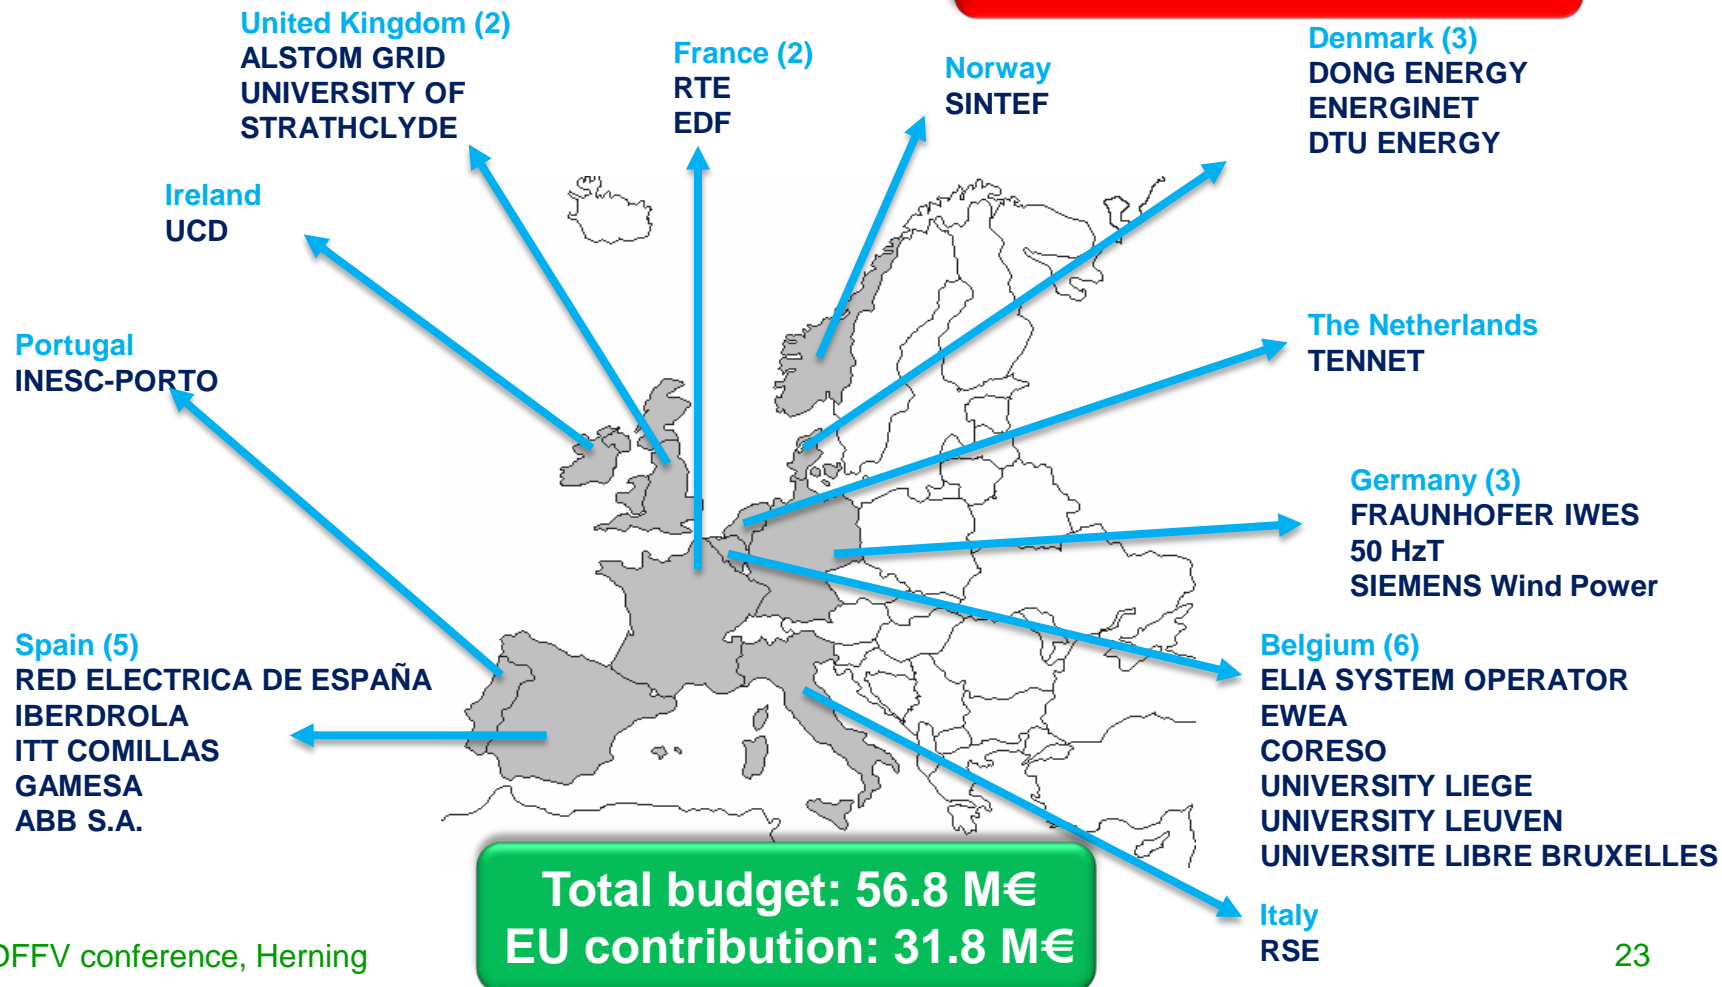 United Kingdom (2)
ALSTOM GRID
UNIVERSITY OF
STRATHCLYDE
France (2)
RTE
EDF
Norway
SINTEF
Denmark (3)
DONG ENERGY
ENERGINET
DTU ENERGY
Ireland
UCD
Portugal
INESC-PORTO
The Netherlands
TENNET
Germany (3)
FRAUNHOFER IWES
50 HzT
SIEMENS Wind Power
Spain (5)
RED ELECTRICA DE ESPAÑA
IBERDROLA
ITT COMILLAS
GAMESA
ABB S.A.
Belgium (6)
ELIA SYSTEM OPERATOR
EWEA
CORESO
UNIVERSITY LIEGE
UNIVERSITY LEUVEN
UNIVERSITE LIBRE BRUXELLES
Italy
RSE
Total budget: 56.8 M€
EU contribution: 31.8 M€
conference, Herning
23